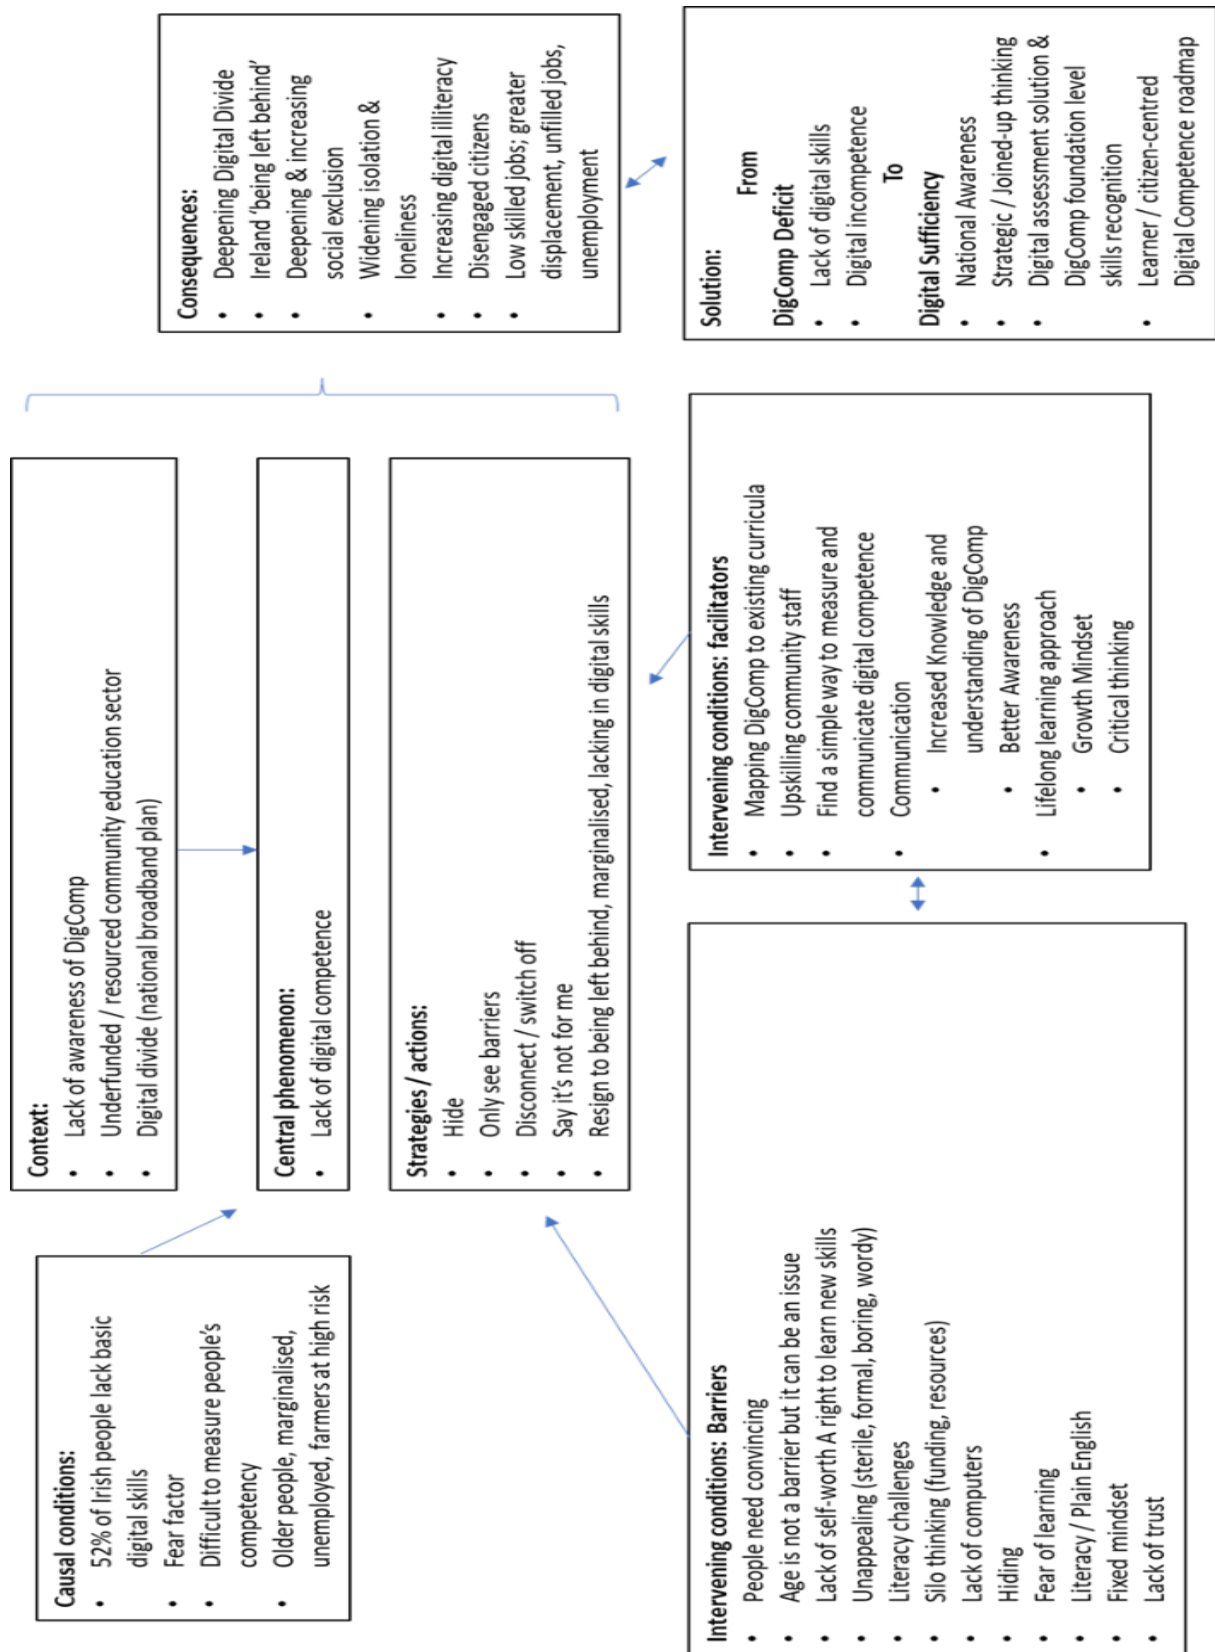 Causal conditions:
• 52% of Irish people lack basic
digital skills
• Fear factor
• Difficult to measure people's
competency
• Older people, marginalised,
unemployed, farmers at high risk
Context:
• Lack of awareness of DigComp
• Underfunded / resourced community education sector
• Digital divide (national broadband plan)
Central phenomenon:
• Lack of digital competence
Strategies / actions:
• Hide
• Only see barriers
• Disconnect / switch off
• Say it's not for me
• Resign to being left behind, marginalised, lacking in digital skills
Consequences:
• Deepening Digital Divide
• Ireland 'being left behind'
• Deepening & increasing
social exclusion
• Widening isolation &
loneliness
• Increasing digital illiteracy
• Disengaged citizens
• Low skilled jobs; greater
displacement, unfilled jobs,
unemployment
Intervening conditions: Barriers
• People need convincing
• Age is not a barrier but it can be an issue
• Lack of self-worth A right to learn new skills
• Unappealing (sterile, formal, boring, wordy)
• Literacy challenges
• Silo thinking (funding, resources)
• Lack of computers
• Hiding
• Fear of learning
• Literacy / Plain English
• Fixed mindset
• Lack of trust
Intervening conditions: facilitators
• Mapping DigComp to existing curricula
• Upskilling community staff
• Find a simple way to measure and
communicate digital competence
• Communication
• Increased Knowledge and
understanding of DigComp
• Better Awareness
• Lifelong learning approach
• Growth Mindset
• Critical thinking
Solution:
From
DigComp Deficit
• Lack of digital skills
• Digital incompetence
To
Digital Sufficiency
• National Awareness
• Strategic / Joined-up thinking
• Digital assessment solution &
DigComp foundation level
skills recognition
• Learner / citizen-centred
Digital Competence roadmap